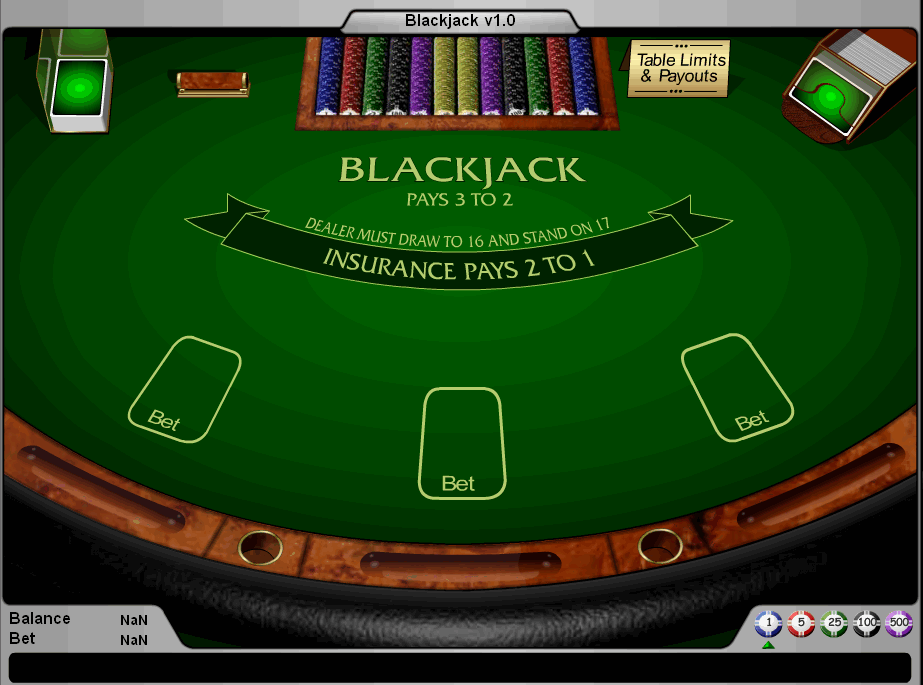 Blackjack v1.0
Table Limits
& Payouts
BLACKJACK
PAYS 3 TO 2
DEALER MUST DRAW TO 16 AND STAND ON 17
INSURANCE PAYS 2 TO 1
Bet
Bet
Bet
Balance NaN
Bet NaN
1 5 25 100 500